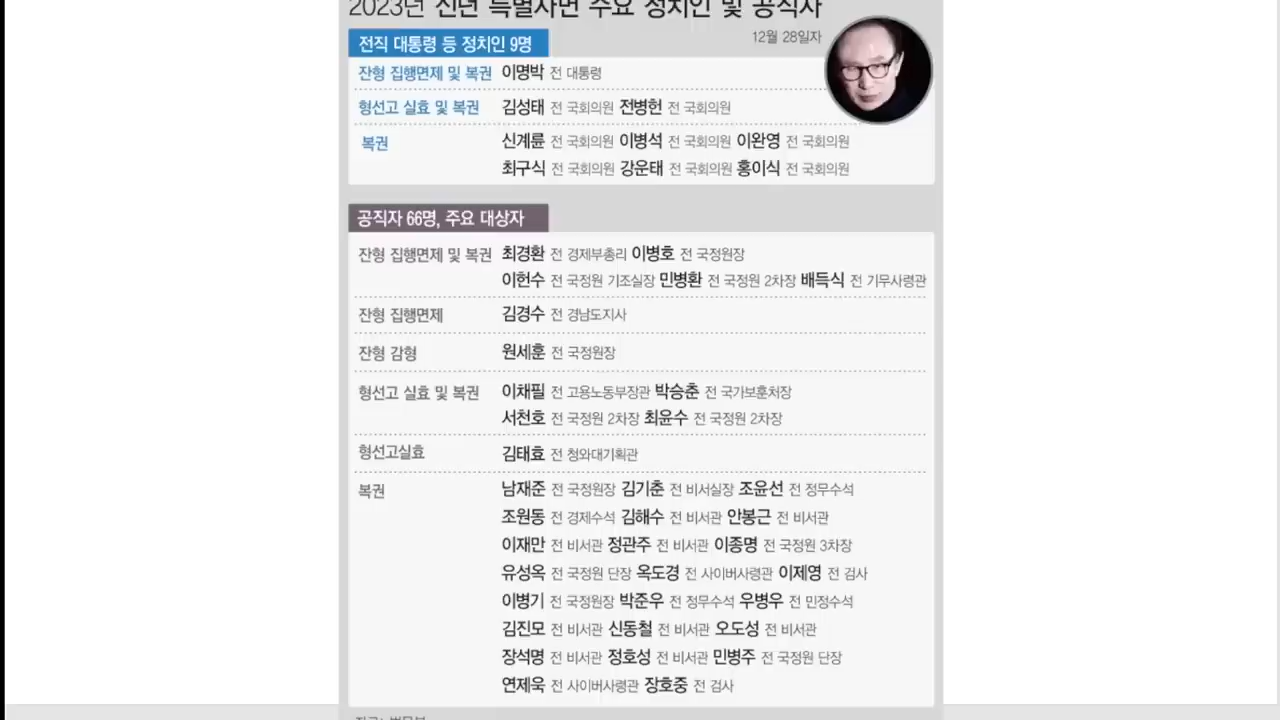 2023년 신년 특별사면 주요 정치인 및 공직자
12월 28일자
전직 대통령 등 정치인 9명
잔형 집행면제 및 복권 이명박 전 대통령
형선고 실효 및 복권 김성태 전 국회의원 전병헌 전 국회의원
복권 신계륜 전 국회의원 이병석 전 국회의원 이완영 전 국회의원
최구식 전 국회의원 강운태 전 국회의원 홍이식 전 국회의원
공직자 66명, 주요 대상자
잔형 집행면제 및 복권 최경환 전 경제부총리 이병호 전 국정원장
이헌수 전 국정원 기조실장 민병환 전 국정원 2차장 배득식 전 기무사령관
잔형 집행면제 김경수 전 경남도지사
잔형 감형 원세훈 전 국정원장
형선고 실효 및 복권 이채필 전 고용노동부장관 박승춘 전 국가보훈처장
서천호 전 국정원 2차장 최윤수 전 국정원 2차장
형선고실효 김태효 전 청와대기획관
복권 남재준 전 국정원장 김기춘 전 비서실장 조윤선 전 정무수석
조원동 전 경제수석 김해수 전 비서관 안봉근 전 비서관
이재만 전 비서관 정관주 전 비서관 이종명 전 국정원 3차장
유성옥 전 국정원 단장 옥도경 전 사이버사령관 이제영 전 검사
이병기 전 국정원장 박준우 전 정무수석 우병우 전 민정수석
김진모 전 비서관 신동철 전 비서관 오도성 전 비서관
장석명 전 비서관 정호성 전 비서관 민병주 전 국정원 단장
연제욱 전 사이버사령관 장호중 전 검사